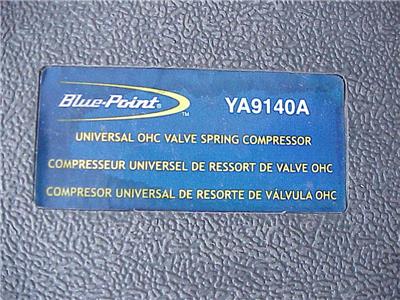 Blue-Point® ™ YA9140A
UNIVERSAL OHC VALVE SPRING COMPRESSOR
COMPRESSEUR UNIVERSEL DE RESSORT DE VALVE OHC
COMPRESOR UNIVERSAL DE RESORTE DE VÁLVULA OHC